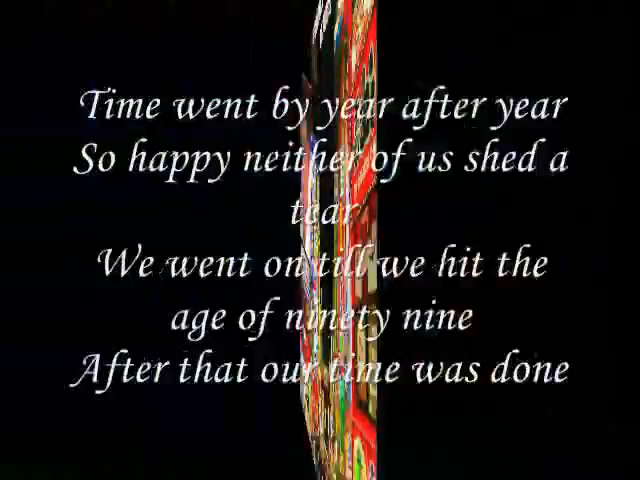 Time went by year after year
So happy neither of us shed a
tear
We went on till we hit the
age of ninety nine
After that our time was done